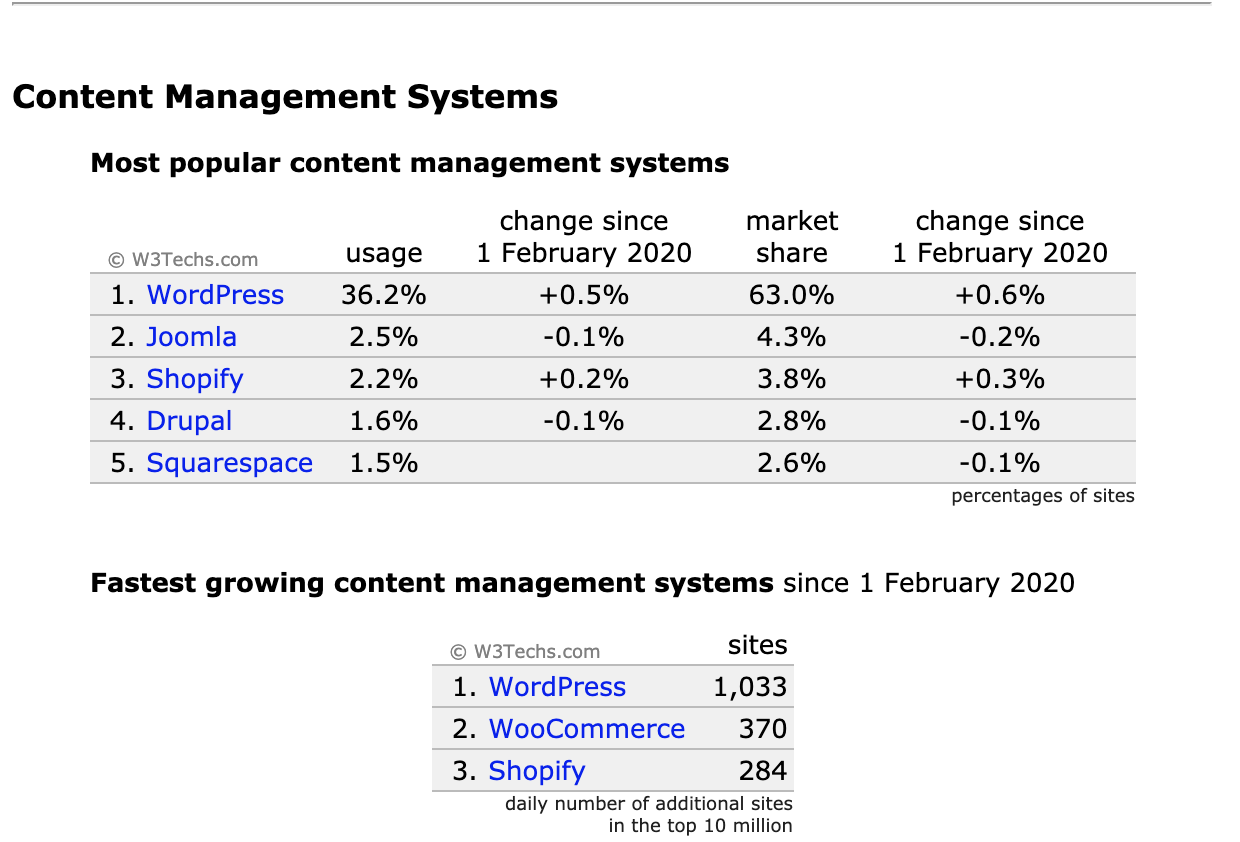 Content Management Systems
Most popular content management systems
change since market change since
© W3Techs.com usage 1 February 2020 share 1 February 2020
1. WordPress 36.2% +0.5% 63.0% +0.6%
2. Joomla 2.5% -0.1% 4.3% -0.2%
3. Shopify 2.2% +0.2% 3.8% +0.3%
4. Drupal 1.6% -0.1% 2.8% -0.1%
5. Squarespace 1.5% 2.6% -0.1%
percentages of sites
Fastest growing content management systems since 1 February 2020
© W3Techs.com sites
1. WordPress 1,033
2. WooCommerce 370
3. Shopify 284
daily number of additional sites
in the top 10 million